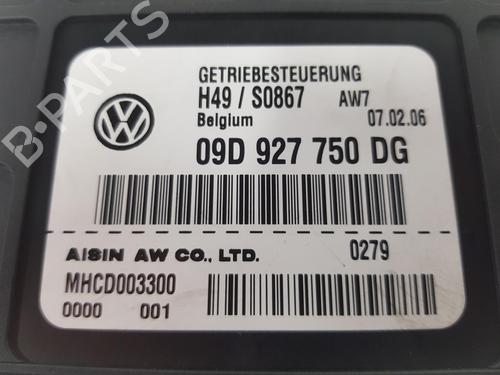 GETRIEBESTEUERUNG
H49 / S0867 AW7
Belgium 07.02.06
09D 927 750 DG
AISIN AW CO., LTD. 0279
MHCD003300
0000 001
B-PARTS